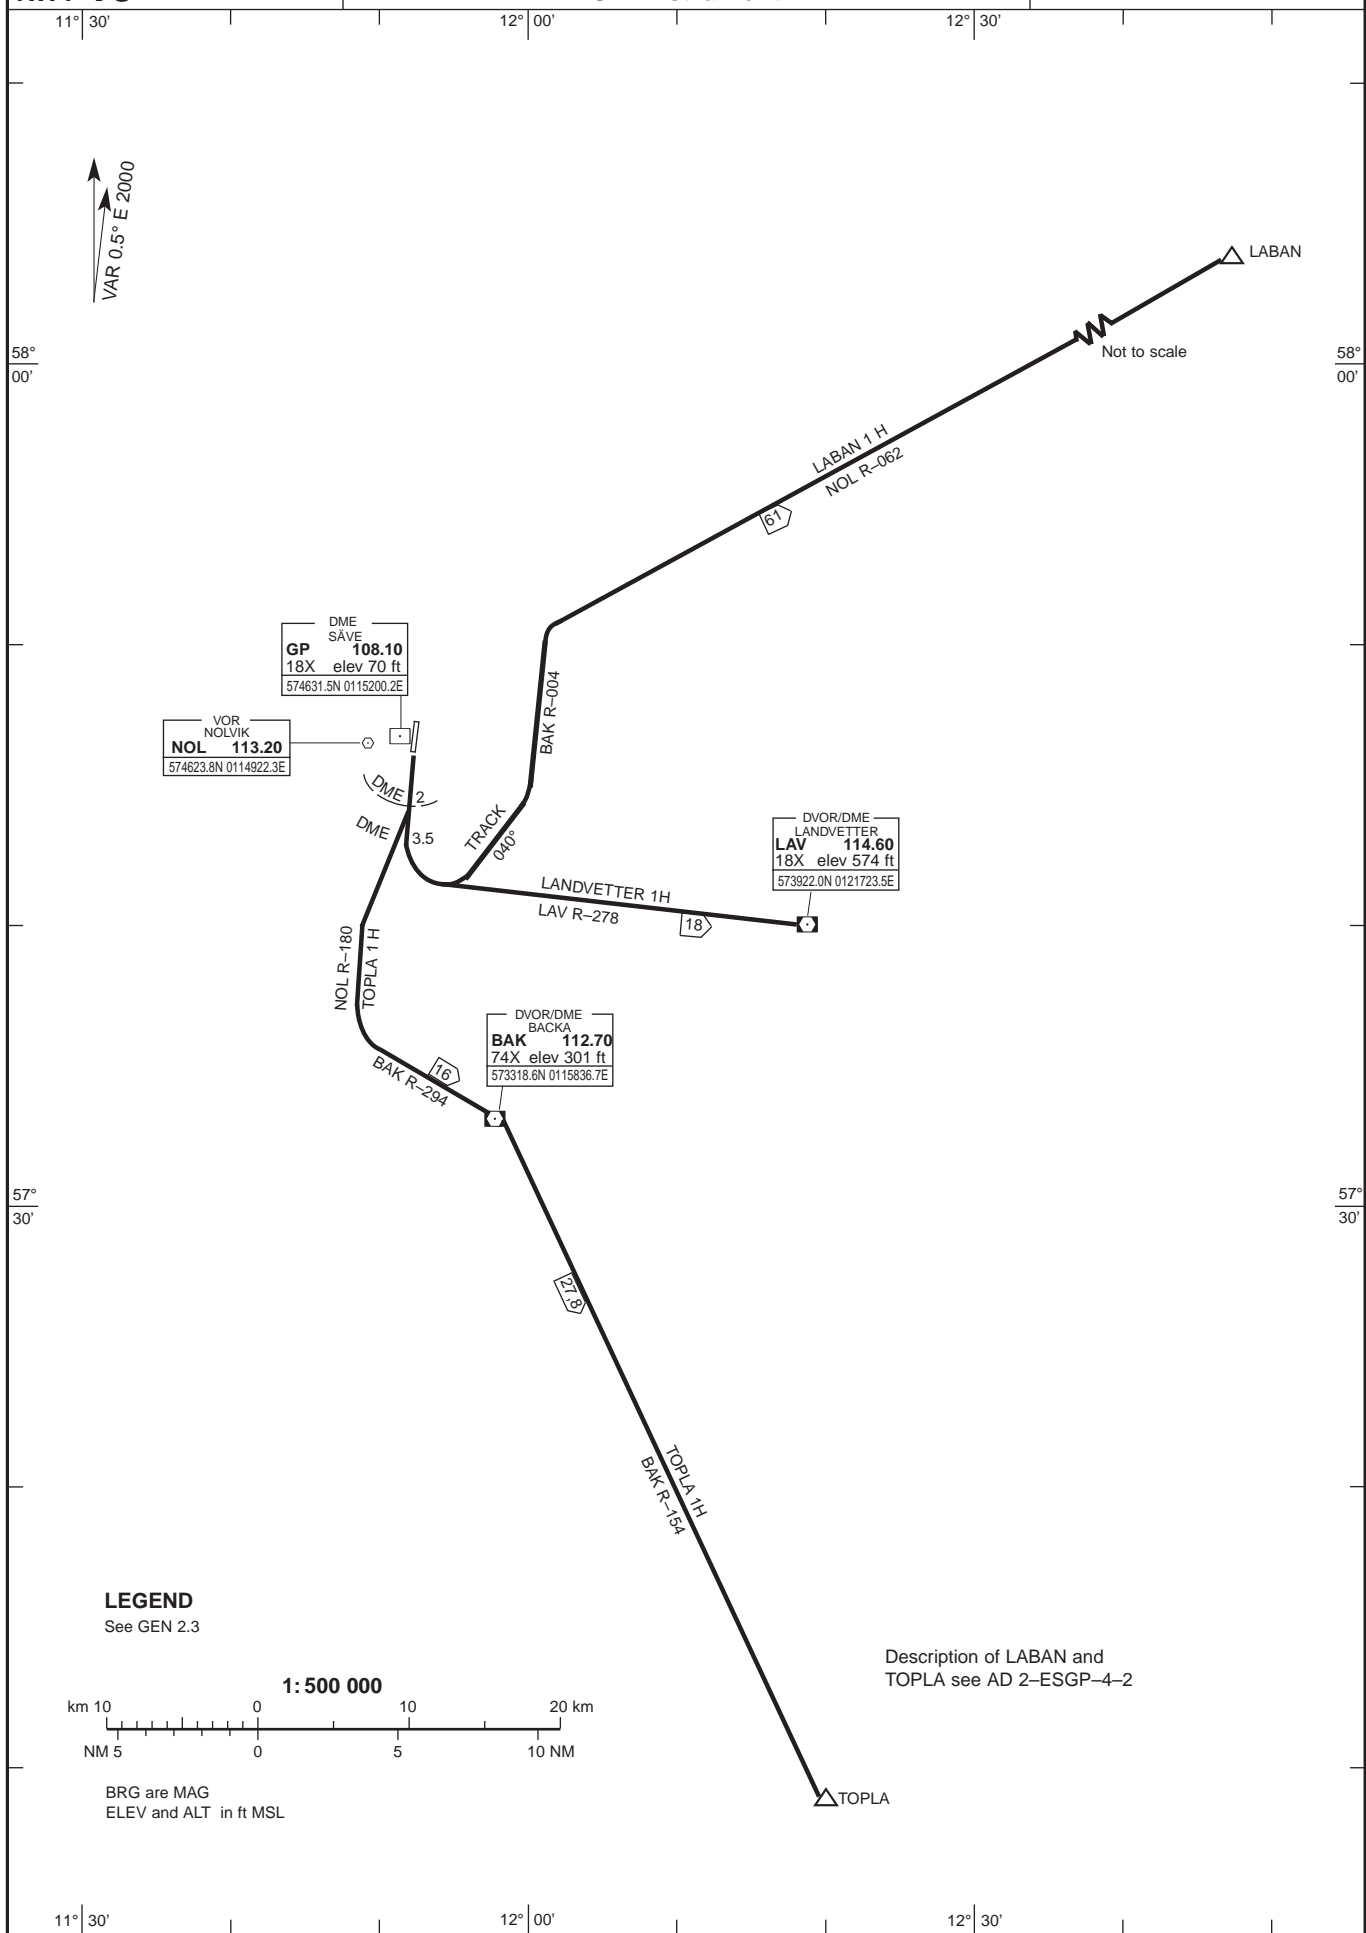 11° 30'
12° 00'
12° 30'
VAR 0.5° E 2000
LABAN
Not to scale
58°
00'
58°
00'
LABAN 1 H
NOL R–062
61
DME
SÄVE
GP 108.10
18X elev 70 ft
574631.5N 0115200.2E
BAK R–004
VOR
NOLVIK
NOL 113.20
574623.8N 0114922.3E
DME 2
DME 3.5
TRACK
040°
DVOR/DME
LANDVETTER
LAV 114.60
18X elev 574 ft
573922.0N 0121723.5E
LANDVETTER 1H
LAV R–278
18
NOL R–180
TOPLA 1 H
DVOR/DME
BACKA
BAK 112.70
74X elev 301 ft
573318.6N 0115836.7E
16
BAK R–294
57°
30'
57°
30'
27,8
TOPLA 1H
BAK R–154
LEGEND
See GEN 2.3
Description of LABAN and
TOPLA see AD 2–ESGP–4–2
1: 500 000
km 10 0 10 20 km
NM 5 0 5 10 NM
BRG are MAG
ELEV and ALT in ft MSL
TOPLA
11° 30'
12° 00'
12° 30'